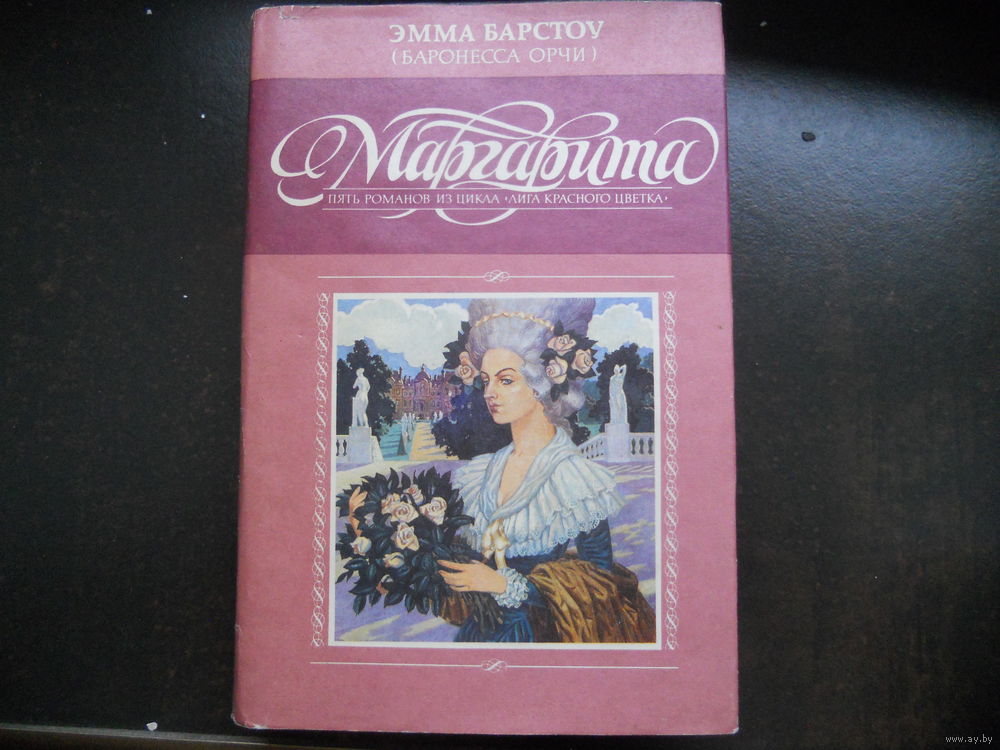 ЭММА БАРСТОУ
(БАРОНЕССА ОРЧИ)
Маргарита
ПЯТЬ РОМАНОВ ИЗ ЦИКЛА «ЛИГА КРАСНОГО ЦВЕТКА»
www.ay.by